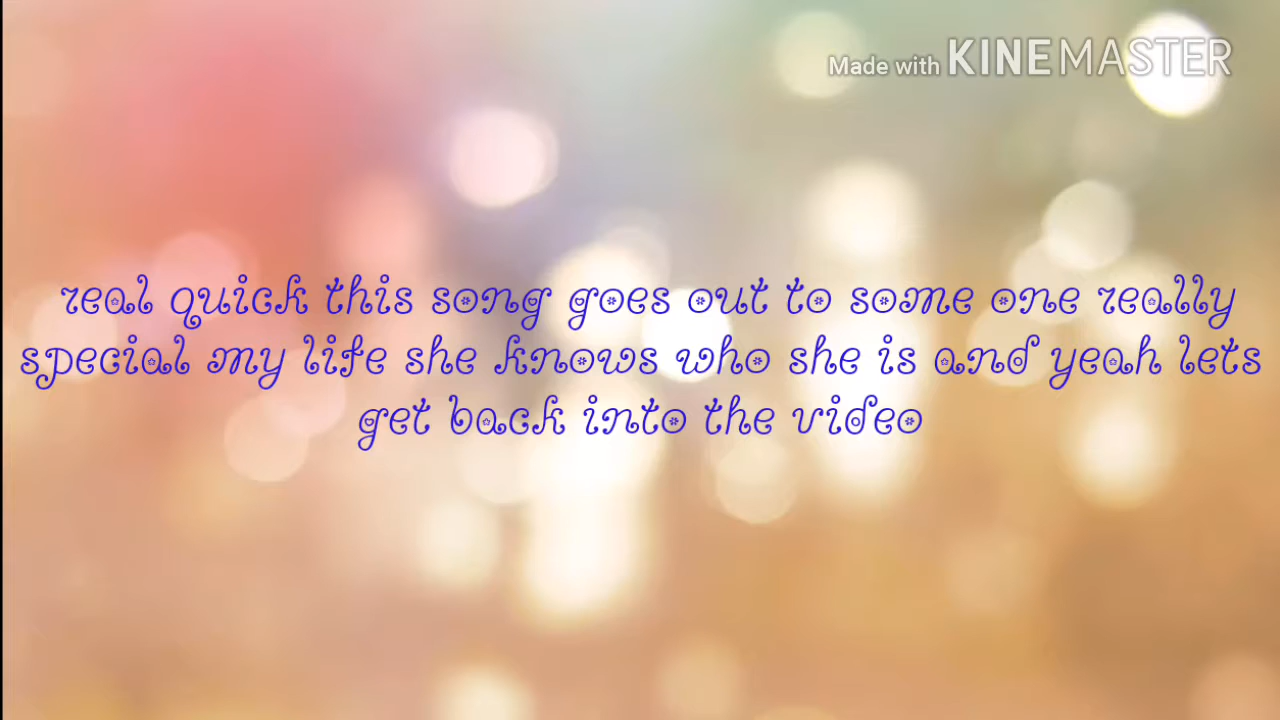 Made with KINEMASTER
real quick this song goes out to some one really
special my life she knows who she is and yeah lets
get back into the video